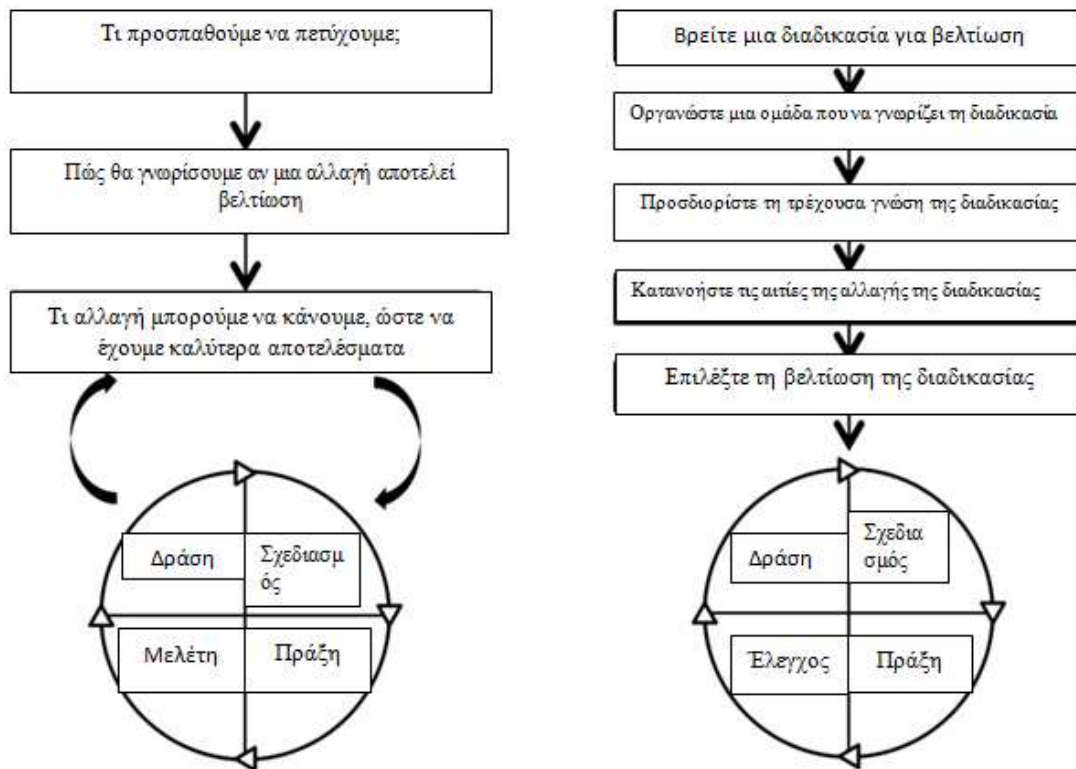 Τι προσπαθούμε να πετύχουμε;
Πώς θα γνωρίσουμε αν μια αλλαγή αποτελεί
βελτίωση
Τι αλλαγή μπορούμε να κάνουμε, ώστε να
έχουμε καλύτερα αποτελέσματα
Δράση
Σχεδιασμ
ός
Μελέτη
Πράξη
Βρείτε μια διαδικασία για βελτίωση
Οργανώστε μια ομάδα που να γνωρίζει τη διαδικασία
Προσδιορίστε τη τρέχουσα γνώση της διαδικασίας
Κατανοήστε τις αιτίες της αλλαγής της διαδικασίας
Επιλέξτε τη βελτίωση της διαδικασίας
Δράση
Σχεδια
σμός
Έλεγχος
Πράξη